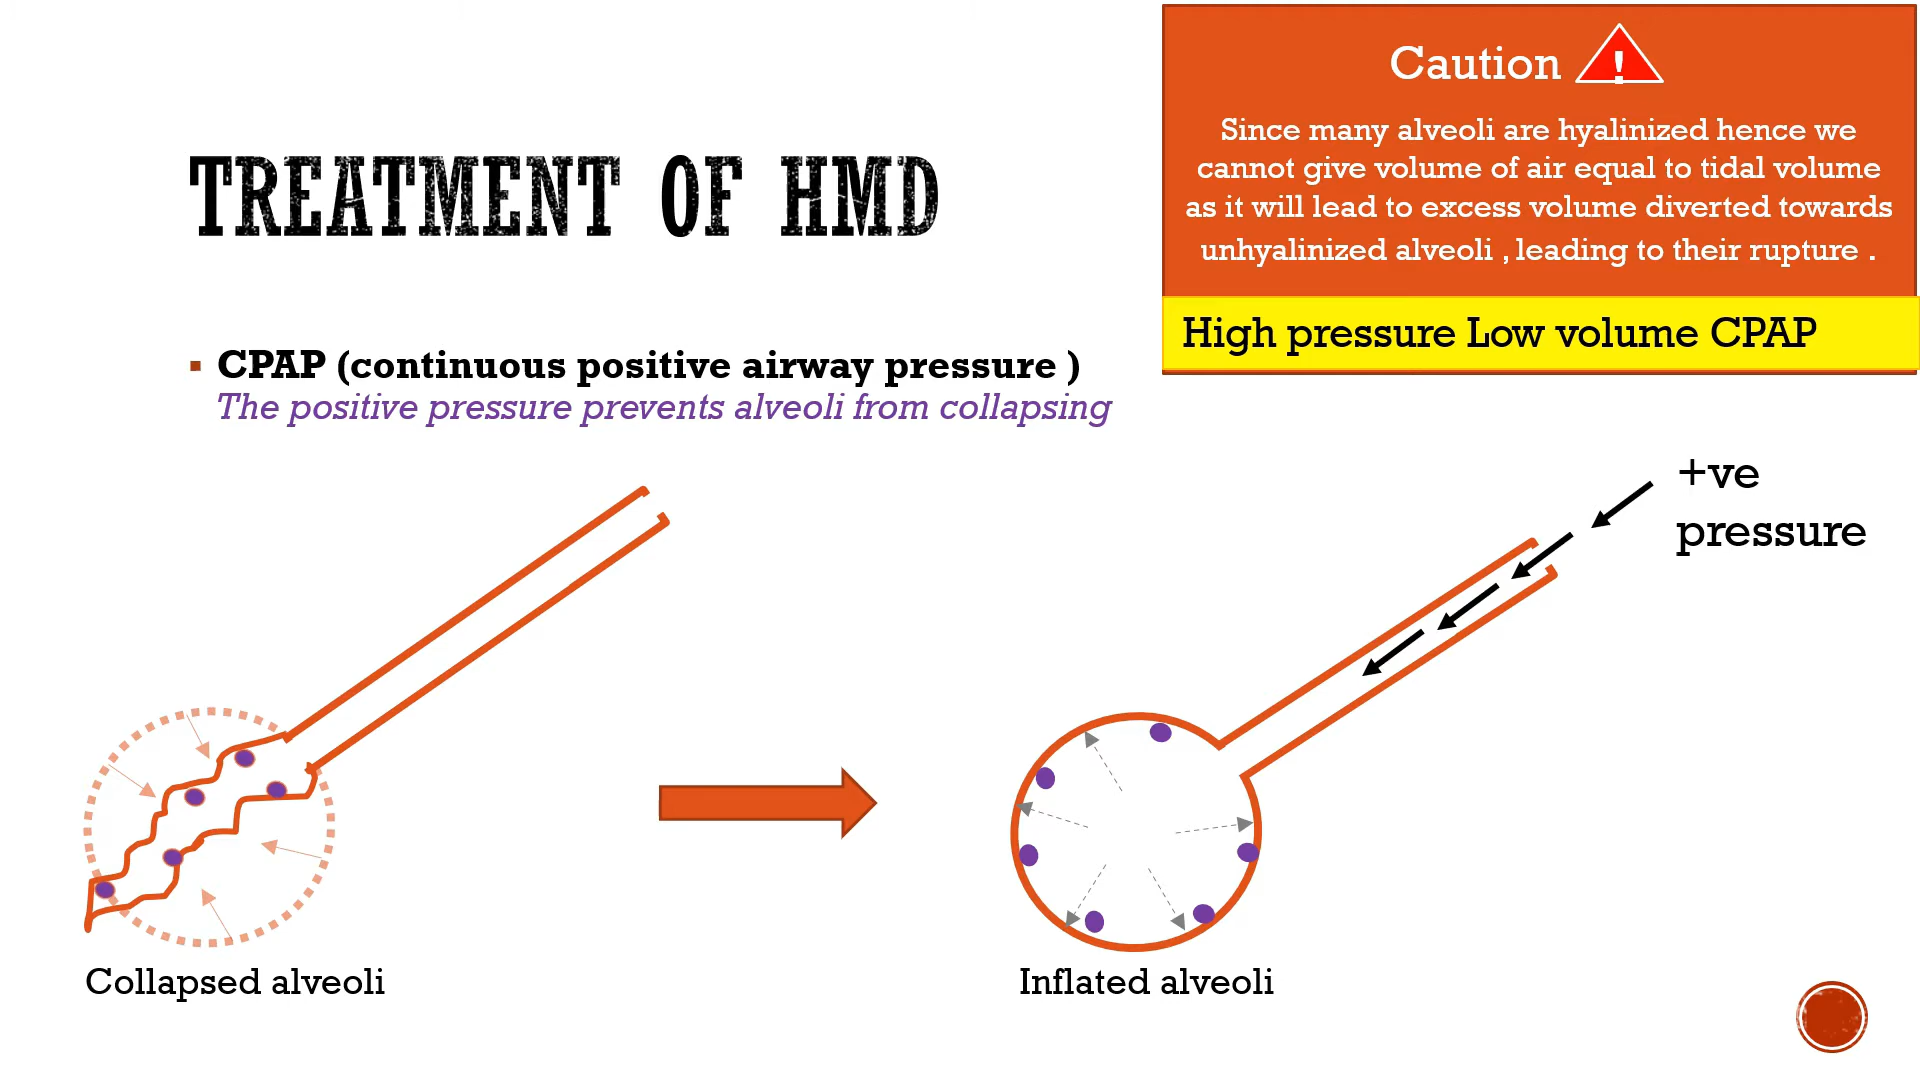 TREATMENT OF HMD
Caution !
Since many alveoli are hyalinized hence we
cannot give volume of air equal to tidal volume
as it will lead to excess volume diverted towards
unhyalinized alveoli , leading to their rupture .
High pressure Low volume CPAP
CPAP (continuous positive airway pressure )
The positive pressure prevents alveoli from collapsing
+ve
pressure
Collapsed alveoli
Inflated alveoli